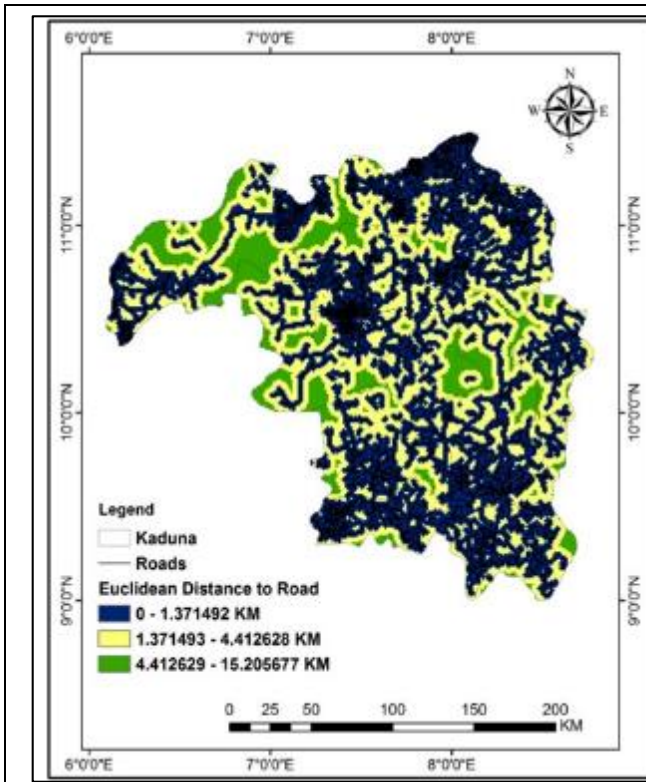 6°0'0"E 7°0'0"E 8°0'0"E
N
W E
S
11°0'0"N 11°0'0"N
10°0'0"N 10°0'0"N
9°0'0"N 9°0'0"N
Legend
Kaduna
Roads
Euclidean Distance to Road
0 - 1.371492 KM
1.371493 - 4.412628 KM
4.412629 - 15.205677 KM
0 25 50 100 150 200
KM
6°0'0"E 7°0'0"E 8°0'0"E